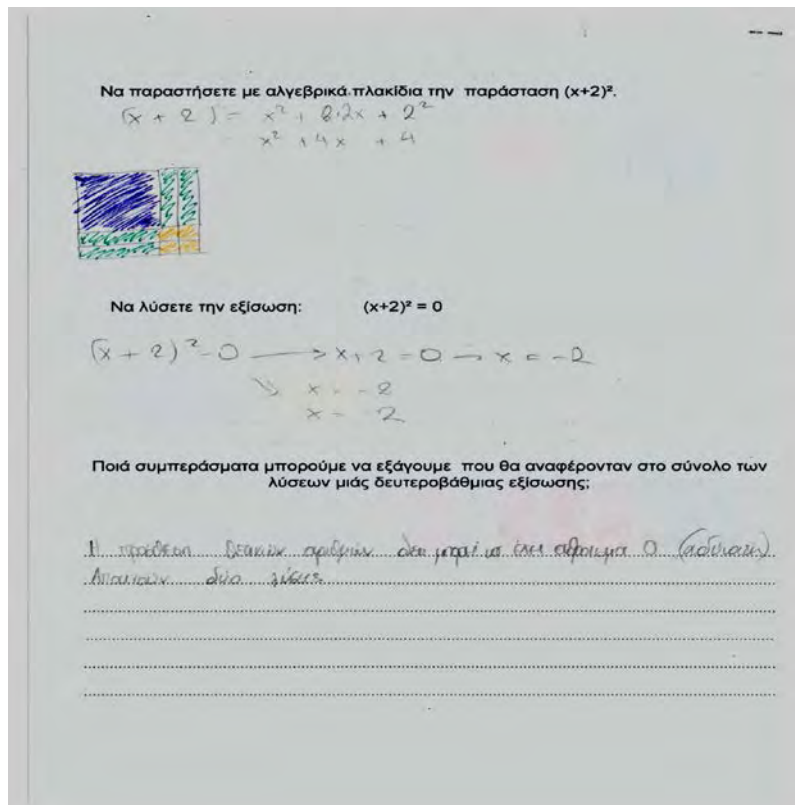 Να παραστήσετε με αλγεβρικά πλακίδια την παράσταση (x+2)².
(x + 2) = x² + 2·2x + 2²
x² + 4x + 4
Να λύσετε την εξίσωση: (x+2)² = 0
(x + 2)² = 0 → x + 2 = 0 → x = -2
x = -2
x = 2
Ποιά συμπεράσματα μπορούμε να εξάγουμε που θα αναφέρονταν στο σύνολο των
λύσεων μιάς δευτεροβάθμιας εξίσωσης;
Η πρόσθεση θετικών αριθμών δεν μπορεί να έχει άθροισμα 0 (αδύνατη)
δύο λύσεις